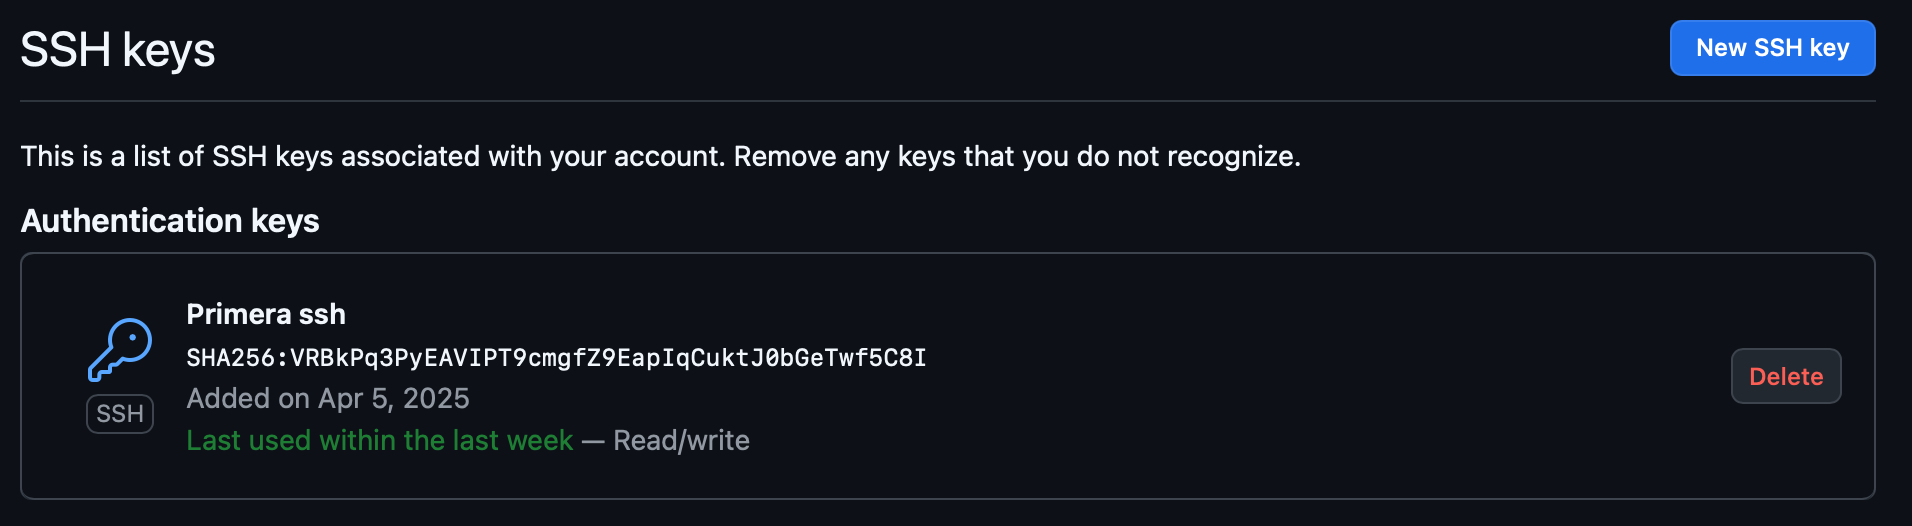 SSH keys
New SSH key
This is a list of SSH keys associated with your account. Remove any keys that you do not recognize.
Authentication keys
Primera ssh
SHA256:VRBkPq3PyEAVIPT9cmgfZ9EapIqCuktJ0bGeTwf5C8I
Added on Apr 5, 2025
Last used within the last week — Read/write
SSH
Delete